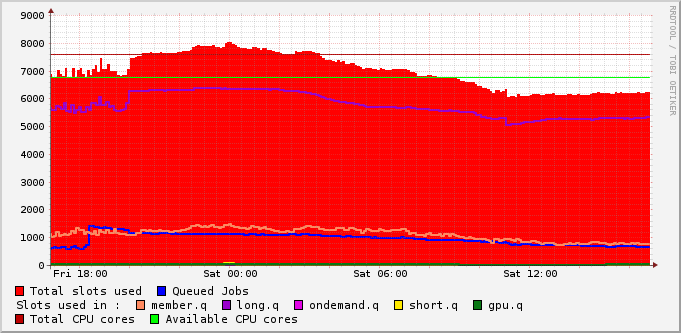 9000
8000
7000
6000
5000
4000
3000
2000
1000
0
Fri 18:00 Sat 00:00 Sat 06:00 Sat 12:00
RRDTOOL / TOBI OETIKER
Total slots used Queued Jobs
Slots used in : member.q long.q ondemand.q short.q gpu.q
Total CPU cores Available CPU cores